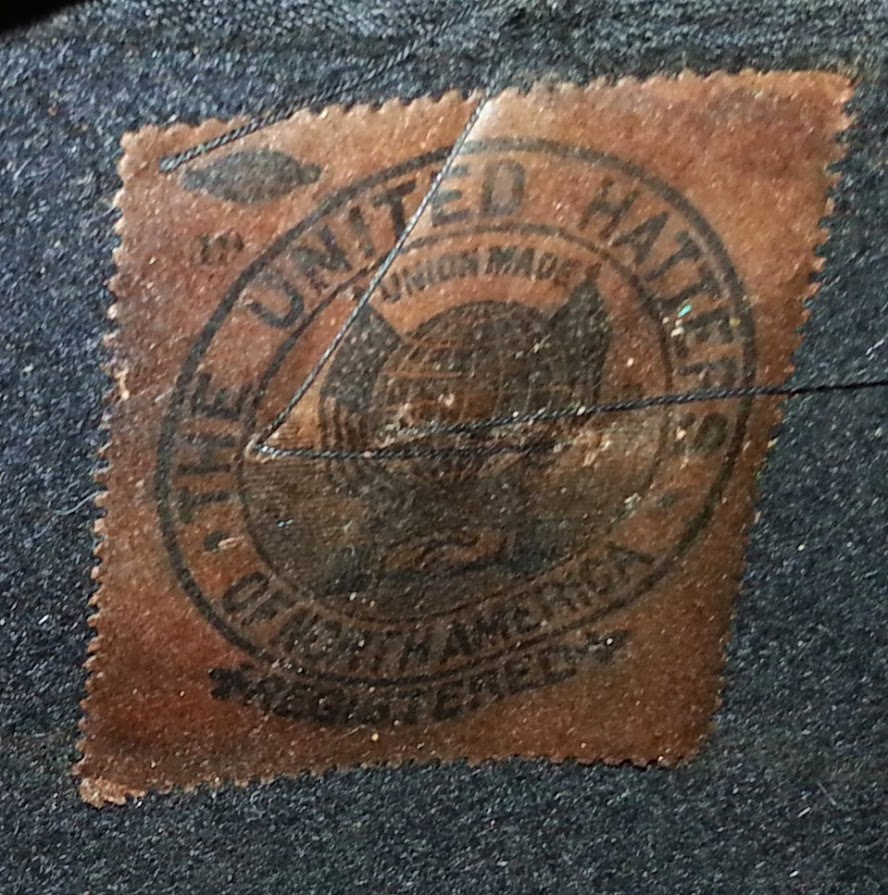 THE UNITED HATTERS
UNION MADE
OF NORTH AMERICA
REGISTERED